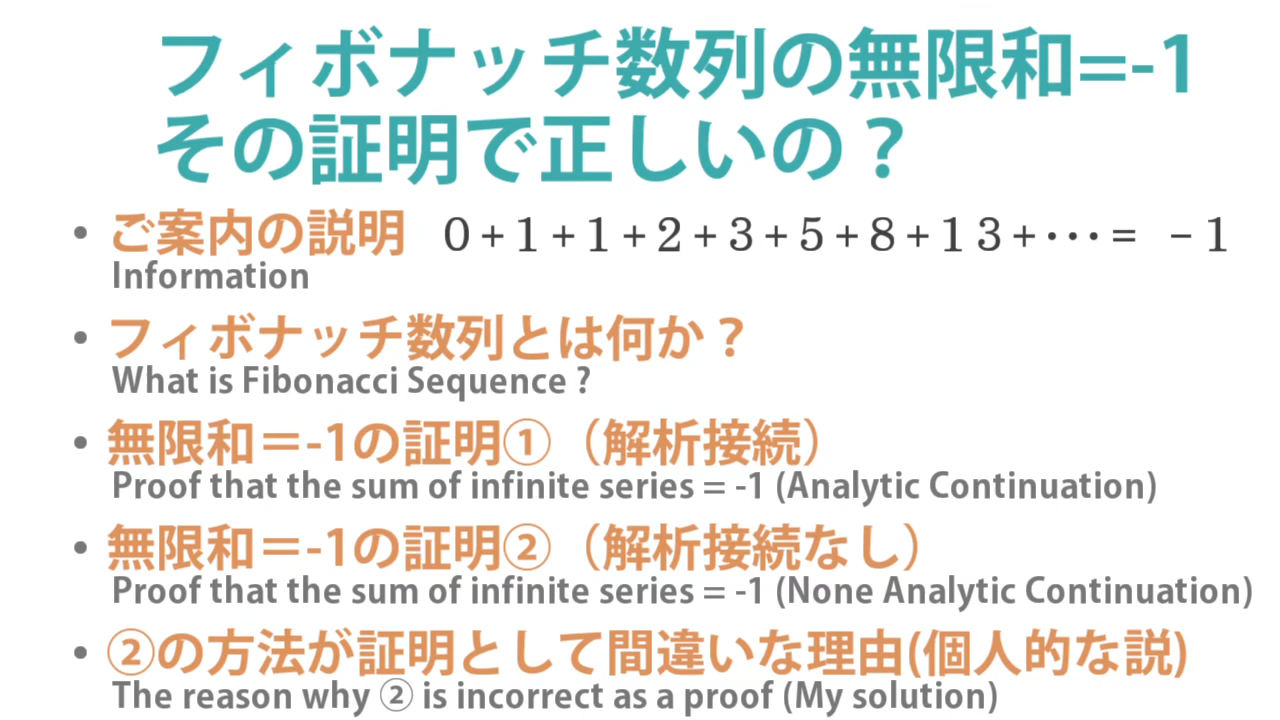 フィボナッチ数列の無限和=-1
その証明で正しいの？
• ご案内の説明 0+1+1+2+3+5+8+13+･･･= −1
Information
• フィボナッチ数列とは何か？
What is Fibonacci Sequence ?
• 無限和＝-1の証明①（解析接続）
Proof that the sum of infinite series = -1 (Analytic Continuation)
• 無限和＝-1の証明②（解析接続なし）
Proof that the sum of infinite series = -1 (None Analytic Continuation)
• ②の方法が証明として間違いな理由(個人的な説)
The reason why ② is incorrect as a proof (My solution)